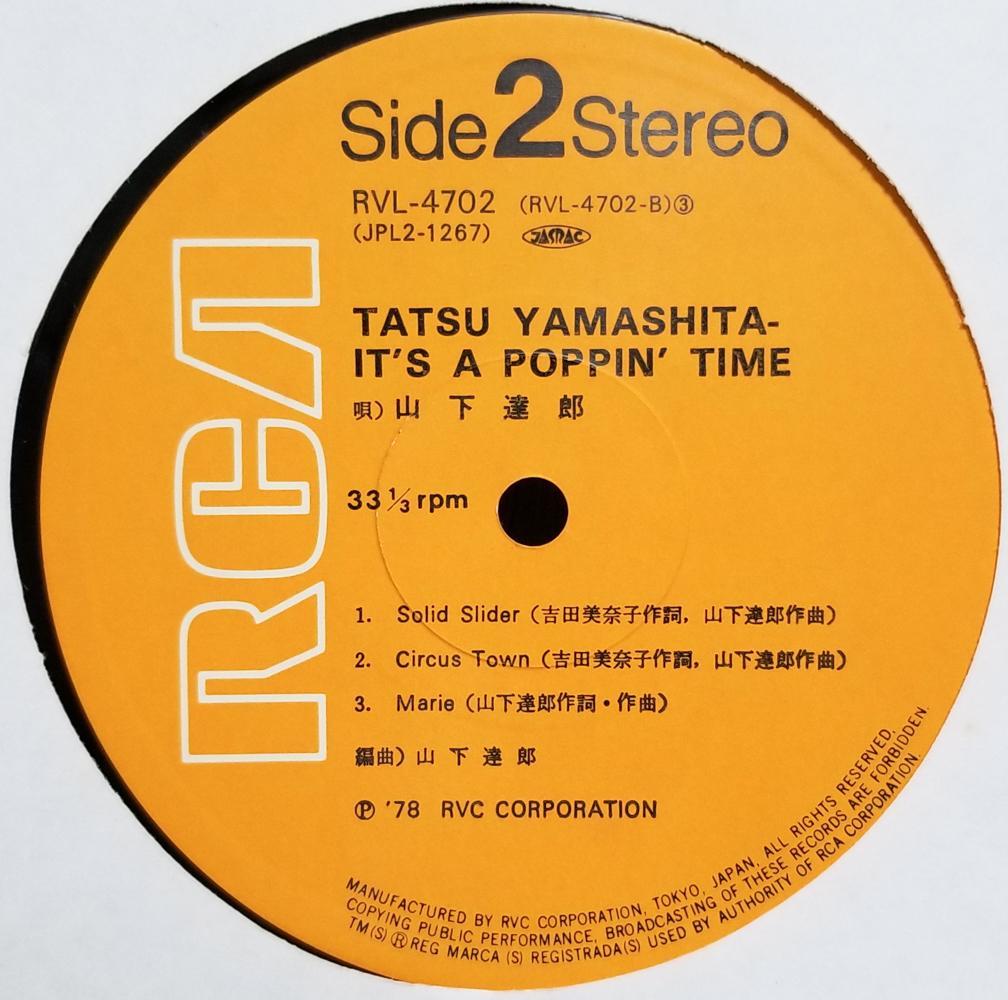 Side 2 Stereo
RVL-4702 (RVL-4702-B)③
(JPL2-1267) JASRAC
TATSU YAMASHITA-
IT'S A POPPIN' TIME
唄) 山下達郎
RCA
33 1/3 rpm
1. Solid Slider (吉田美奈子作詞, 山下達郎作曲)
2. Circus Town (吉田美奈子作詞, 山下達郎作曲)
3. Marie (山下達郎作詞・作曲)
編曲) 山下達郎
Ⓟ '78 RVC CORPORATION
MANUFACTURED BY RVC CORPORATION, TOKYO, JAPAN, ALL RIGHTS RESERVED.
COPYING PUBLIC PERFORMANCE, BROADCASTING OF THESE RECORDS ARE FORBIDDEN.
TM(S) ® REG MARCA (S) REGISTRADA(S) USED BY AUTHORITY OF RCA CORPORATION.